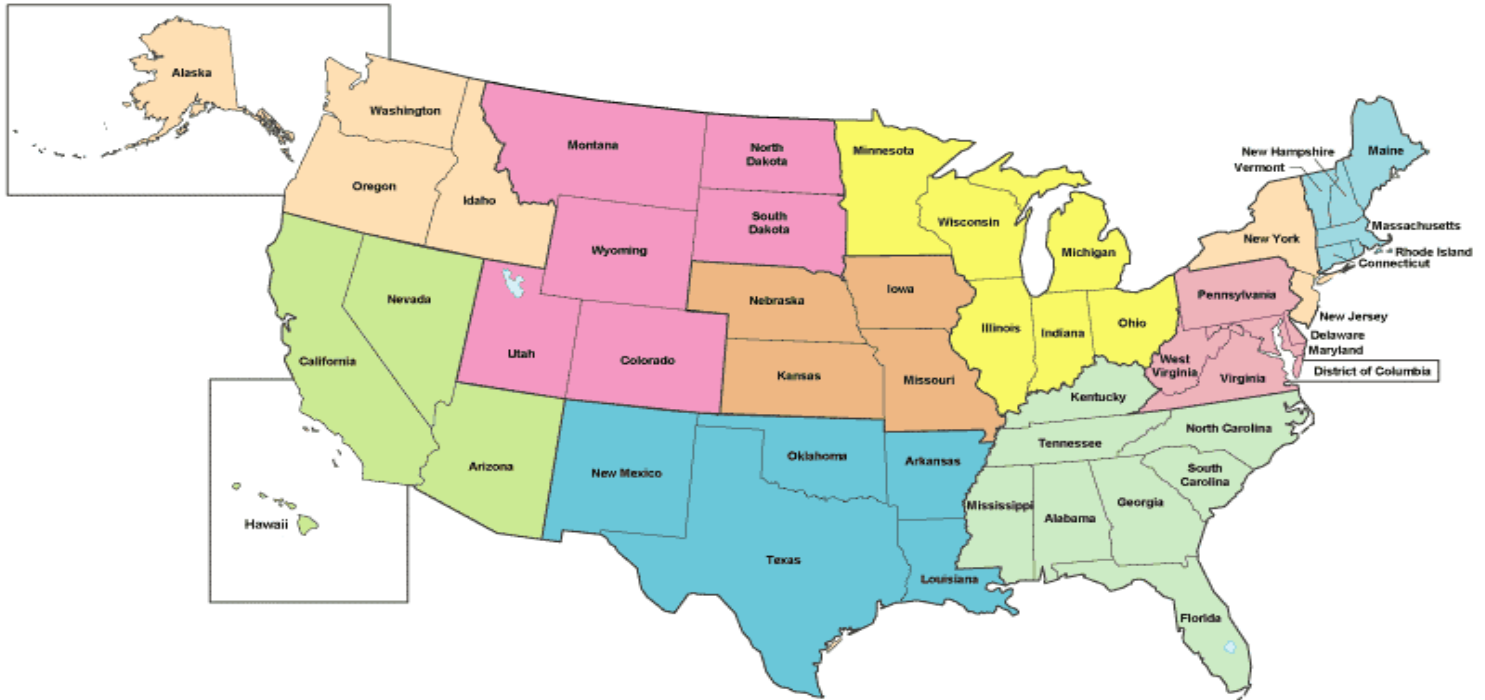 Alaska
Washington
Oregon
Idaho
Montana
North
Dakota
South
Dakota
Wyoming
Minnesota
Wisconsin
Michigan
New Hampshire
Vermont
Maine
Massachusetts
New York
Rhode Island
Connecticut
Nevada
California
Utah
Colorado
Nebraska
Kansas
Iowa
Missouri
Illinois
Indiana
Ohio
Pennsylvania
New Jersey
Delaware
Maryland
District of Columbia
West
Virginia
Virginia
Kentucky
Tennessee
North Carolina
South
Carolina
Arizona
New Mexico
Oklahoma
Arkansas
Mississippi
Alabama
Georgia
Hawaii
Texas
Louisiana
Florida